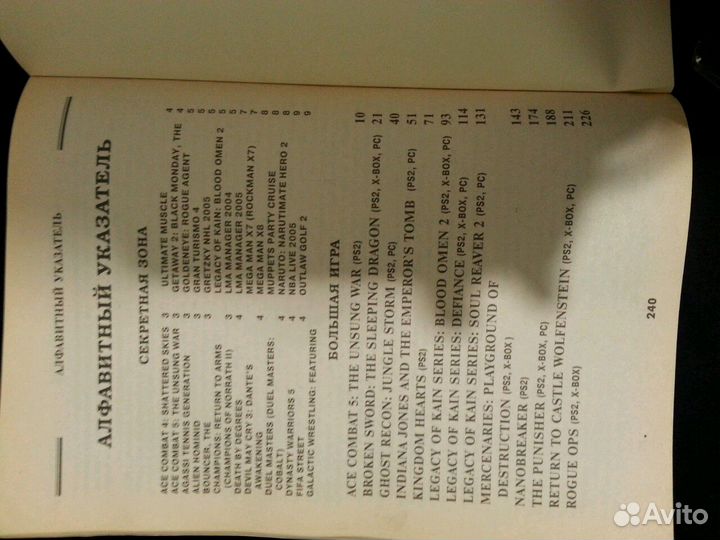 АЛФАВИТНЫЙ УКАЗАТЕЛЬ
АЛФАВИТНЫЙ УКАЗАТЕЛЬ
СЕКРЕТНАЯ ЗОНА
ACE COMBAT 4: SHATTERED SKIES 3
ACE COMBAT 5: THE UNSUNG WAR 3
AGASSI TENNIS GENERATION 3
ALIEN HOMINID 3
BOUNCER, THE 3
CHAMPIONS: RETURN TO ARMS
(CHAMPIONS OF NORRATH II) 3
DEATH BY DEGREES 4
DEVIL MAY CRY 3: DANTE'S
AWAKENING 4
DUEL MASTERS (DUEL MASTERS:
COBALT) 4
DYNASTY WARRIORS 5 4
FIFA STREET 4
GALACTIC WRESTLING: FEATURING
ULTIMATE MUSCLE 4
GETAWAY 2: BLACK MONDAY, THE 4
GOLDENEYE: ROGUE AGENT 5
GRAN TURISMO 4 5
GRETZKY NHL 2005 5
LEGACY OF KAIN: BLOOD OMEN 2 5
LMA MANAGER 2004 5
LMA MANAGER 2005 7
MEGA MAN X7 (ROCKMAN X7) 7
MEGA MAN X8 8
MUPPETS PARTY CRUISE 8
NARUTO: NARUTIMATE HERO 2 8
NBA LIVE 2005 9
OUTLAW GOLF 2 9
БОЛЬШАЯ ИГРА
ACE COMBAT 5: THE UNSUNG WAR (PS2) 10
BROKEN SWORD: THE SLEEPING DRAGON (PS2, X-BOX, PC) 21
GHOST RECON: JUNGLE STORM (PS2, PC) 40
INDIANA JONES AND THE EMPEROR'S TOMB (PS2, PC) 51
KINGDOM HEARTS (PS2) 71
LEGACY OF KAIN SERIES: BLOOD OMEN 2 (PS2, X-BOX, PC) 93
LEGACY OF KAIN SERIES: DEFIANCE (PS2, X-BOX, PC) 114
LEGACY OF KAIN SERIES: SOUL REAVER 2 (PS2, PC) 131
MERCENARIES: PLAYGROUND OF
DESTRUCTION (PS2, X-BOX) 143
NANOBREAKER (PS2) 174
THE PUNISHER (PS2, X-BOX, PC) 188
RETURN TO CASTLE WOLFENSTEIN (PS2, X-BOX, PC) 211
ROGUE OPS (PS2, X-BOX) 226
240
Avito